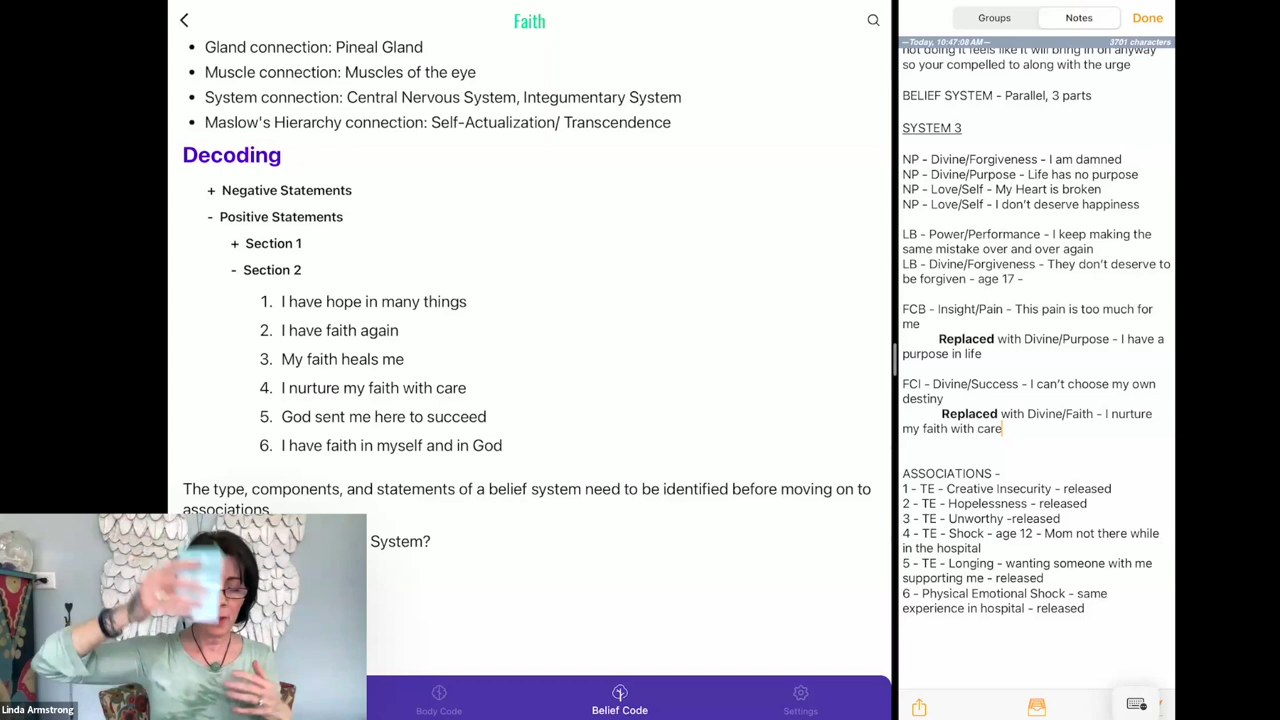 Faith
Gland connection: Pineal Gland
Muscle connection: Muscles of the eye
System connection: Central Nervous System, Integumentary System
Maslow's Hierarchy connection: Self-Actualization/ Transcendence
Decoding
+ Negative Statements
- Positive Statements
+ Section 1
- Section 2
1. I have hope in many things
2. I have faith again
3. My faith heals me
4. I nurture my faith with care
5. God sent me here to succeed
6. I have faith in myself and in God
The type, components, and statements of a belief system need to be identified before moving on to
associations.
System?
Body Code
Belief Code
Settings
Linda Armstrong
Groups
Notes
Done
—Today, 10:47:08 AM—
3701 characters
not doing it feels like it will bring in on anyway
so your compelled to along with the urge
BELIEF SYSTEM - Parallel, 3 parts
SYSTEM 3
NP - Divine/Forgiveness - I am damned
NP - Divine/Purpose - Life has no purpose
NP - Love/Self - My Heart is broken
NP - Love/Self - I don't deserve happiness
LB - Power/Performance - I keep making the
same mistake over and over again
LB - Divine/Forgiveness - They don't deserve to
be forgiven - age 17 -
FCB - Insight/Pain - This pain is too much for
me
Replaced with Divine/Purpose - I have a
purpose in life
FCI - Divine/Success - I can't choose my own
destiny
Replaced with Divine/Faith - I nurture
my faith with care
ASSOCIATIONS -
1 - TE - Creative Insecurity - released
2 - TE - Hopelessness - released
3 - TE - Unworthy -released
4 - TE - Shock - age 12 - Mom not there while
in the hospital
5 - TE - Longing - wanting someone with me
supporting me - released
6 - Physical Emotional Shock - same
experience in hospital - released